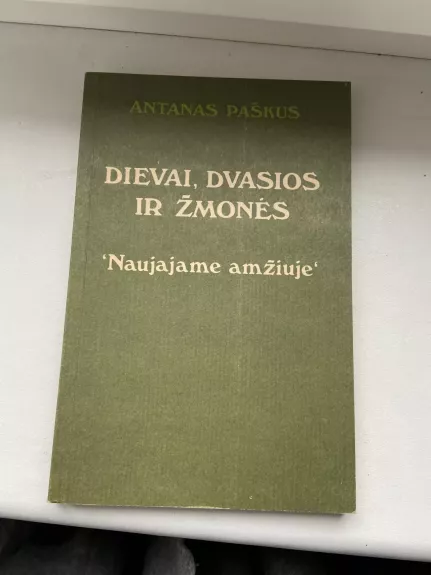 ANTANAS PAŠKUS
DIEVAI, DVASIOS
IR ŽMONĖS
‘Naujajame amžiuje‘